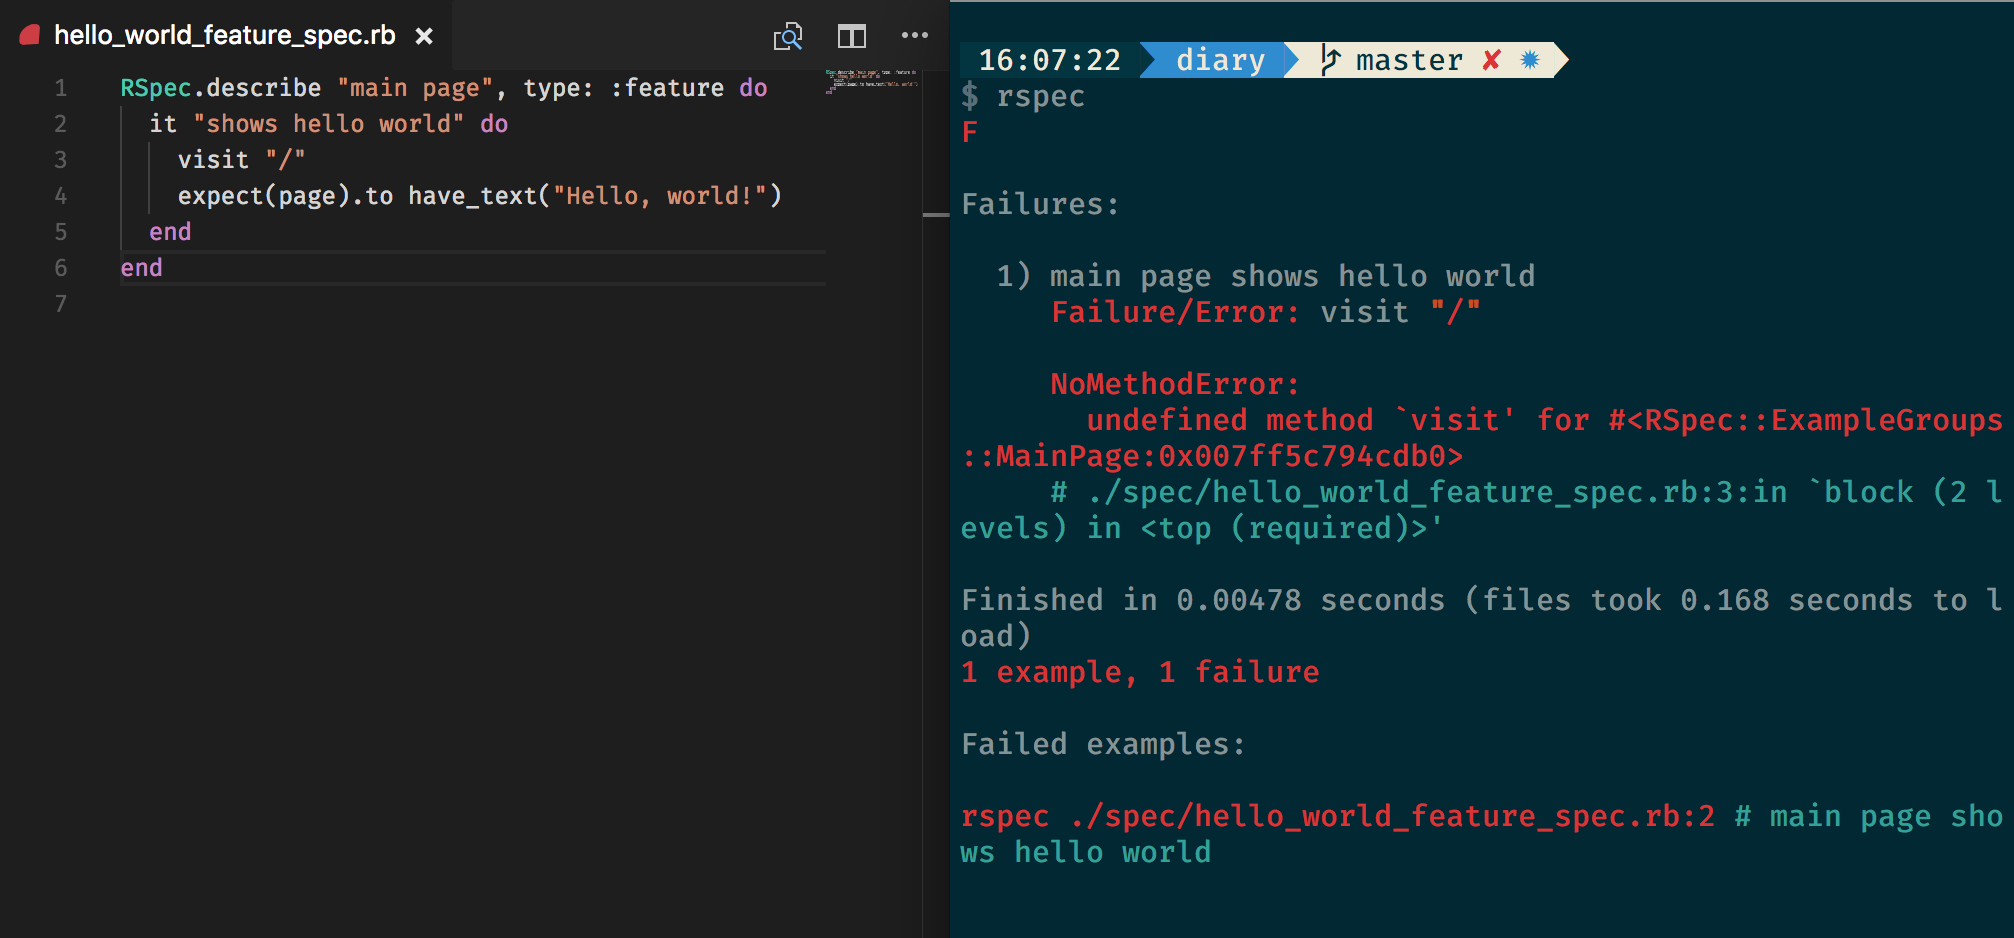 hello_world_feature_spec.rb
1 RSpec.describe "main page", type: :feature do
2 it "shows hello world" do
3 visit "/"
4 expect(page).to have_text("Hello, world!")
5 end
6 end
7
16:07:22 diary master ✘ ✹
$ rspec
F
Failures:
1) main page shows hello world
Failure/Error: visit "/"
NoMethodError:
undefined method `visit' for #<RSpec::ExampleGroups
::MainPage:0x007ff5c794cdb0>
# ./spec/hello_world_feature_spec.rb:3:in `block (2 l
evels) in <top (required)>'
Finished in 0.00478 seconds (files took 0.168 seconds to l
oad)
1 example, 1 failure
Failed examples:
rspec ./spec/hello_world_feature_spec.rb:2 # main page sho
ws hello world